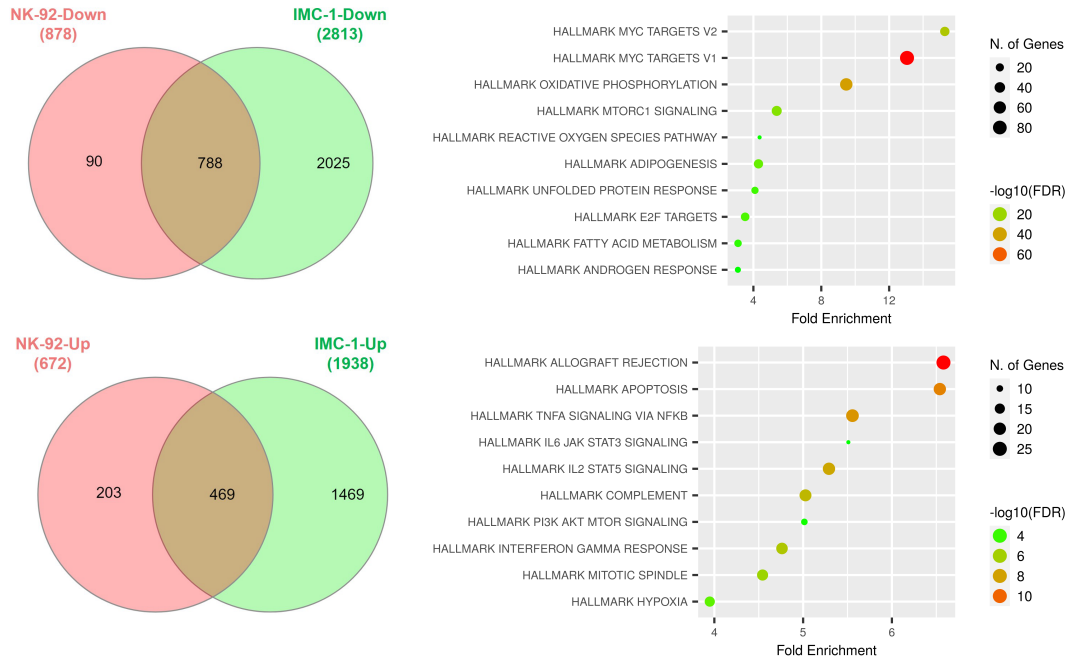 NK-92-Down
(878)
IMC-1-Down
(2813)
90
788
2025
HALLMARK MYC TARGETS V2
HALLMARK MYC TARGETS V1
HALLMARK OXIDATIVE PHOSPHORYLATION
HALLMARK MTORC1 SIGNALING
HALLMARK REACTIVE OXYGEN SPECIES PATHWAY
HALLMARK ADIPOGENESIS
HALLMARK UNFOLDED PROTEIN RESPONSE
HALLMARK E2F TARGETS
HALLMARK FATTY ACID METABOLISM
HALLMARK ANDROGEN RESPONSE
4 8 12
Fold Enrichment
N. of Genes
20
40
60
80
-log10(FDR)
20
40
60
NK-92-Up
(672)
IMC-1-Up
(1938)
203
469
1469
HALLMARK ALLOGRAFT REJECTION
HALLMARK APOPTOSIS
HALLMARK TNFA SIGNALING VIA NFKB
HALLMARK IL6 JAK STAT3 SIGNALING
HALLMARK IL2 STAT5 SIGNALING
HALLMARK COMPLEMENT
HALLMARK PI3K AKT MTOR SIGNALING
HALLMARK INTERFERON GAMMA RESPONSE
HALLMARK MITOTIC SPINDLE
HALLMARK HYPOXIA
4 5 6
Fold Enrichment
N. of Genes
10
15
20
25
-log10(FDR)
4
6
8
10